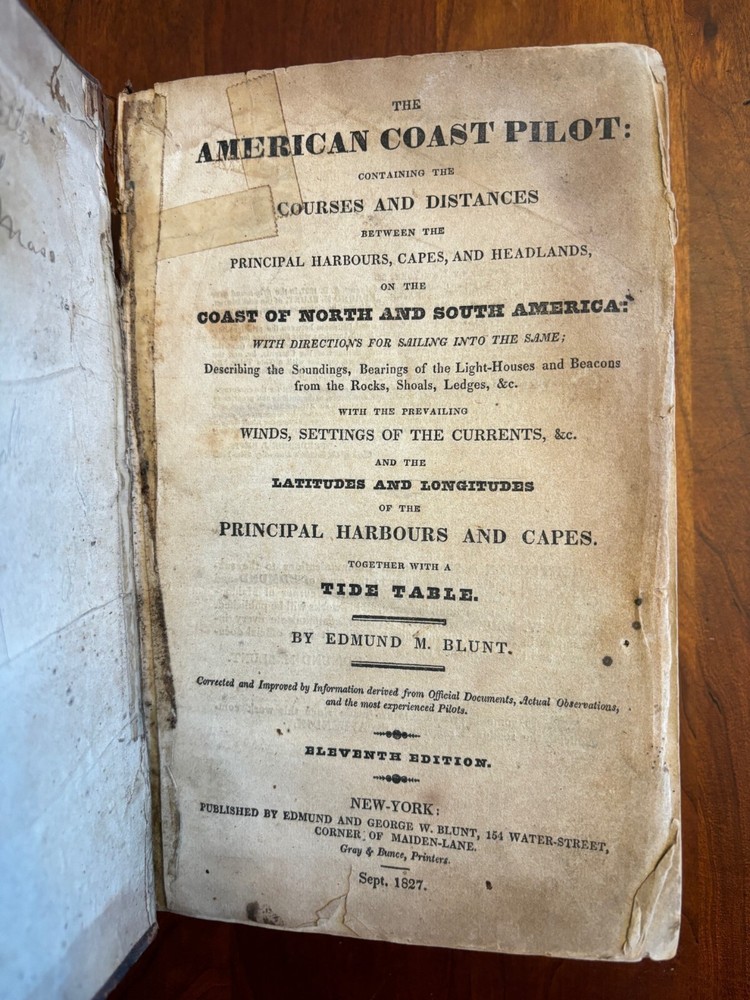 THE
AMERICAN COAST PILOT:
CONTAINING THE
COURSES AND DISTANCES
BETWEEN THE
PRINCIPAL HARBOURS, CAPES, AND HEADLANDS,
ON THE
COAST OF NORTH AND SOUTH AMERICA:
WITH DIRECTIONS FOR SAILING INTO THE SAME;
Describing the Soundings, Bearings of the Light-Houses and Beacons
from the Rocks, Shoals, Ledges, &c.
WITH THE PREVAILING
WINDS, SETTINGS OF THE CURRENTS, &c.
AND THE
LATITUDES AND LONGITUDES
OF THE
PRINCIPAL HARBOURS AND CAPES.
TOGETHER WITH A
TIDE TABLE.
BY EDMUND M. BLUNT.
Corrected and Improved by Information derived from Official Documents, Actual Observations,
and the most experienced Pilots.
ELEVENTH EDITION.
NEW-YORK:
PUBLISHED BY EDMUND AND GEORGE W. BLUNT, 154 WATER-STREET,
CORNER OF MAIDEN-LANE.
Gray & Bunce, Printers.
Sept. 1827.